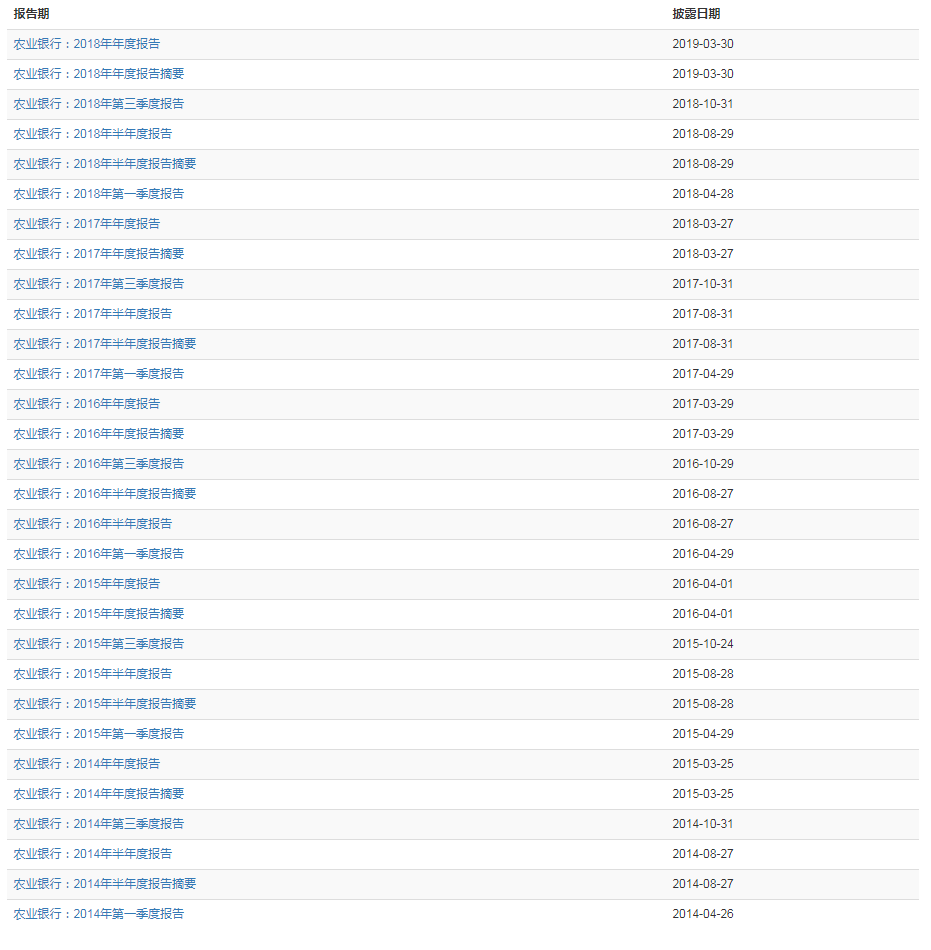 报告期 披露日期
农业银行：2018年年度报告 2019-03-30
农业银行：2018年年度报告摘要 2019-03-30
农业银行：2018年第三季度报告 2018-10-31
农业银行：2018年半年度报告 2018-08-29
农业银行：2018年半年度报告摘要 2018-08-29
农业银行：2018年第一季度报告 2018-04-28
农业银行：2017年年度报告 2018-03-27
农业银行：2017年年度报告摘要 2018-03-27
农业银行：2017年第三季度报告 2017-10-31
农业银行：2017年半年度报告 2017-08-31
农业银行：2017年半年度报告摘要 2017-08-31
农业银行：2017年第一季度报告 2017-04-29
农业银行：2016年年度报告 2017-03-29
农业银行：2016年年度报告摘要 2017-03-29
农业银行：2016年第三季度报告 2016-10-29
农业银行：2016年半年度报告摘要 2016-08-27
农业银行：2016年半年度报告 2016-08-27
农业银行：2016年第一季度报告 2016-04-29
农业银行：2015年年度报告 2016-04-01
农业银行：2015年年度报告摘要 2016-04-01
农业银行：2015年第三季度报告 2015-10-24
农业银行：2015年半年度报告 2015-08-28
农业银行：2015年半年度报告摘要 2015-08-28
农业银行：2015年第一季度报告 2015-04-29
农业银行：2014年年度报告 2015-03-25
农业银行：2014年年度报告摘要 2015-03-25
农业银行：2014年第三季度报告 2014-10-31
农业银行：2014年半年度报告 2014-08-27
农业银行：2014年半年度报告摘要 2014-08-27
农业银行：2014年第一季度报告 2014-04-26